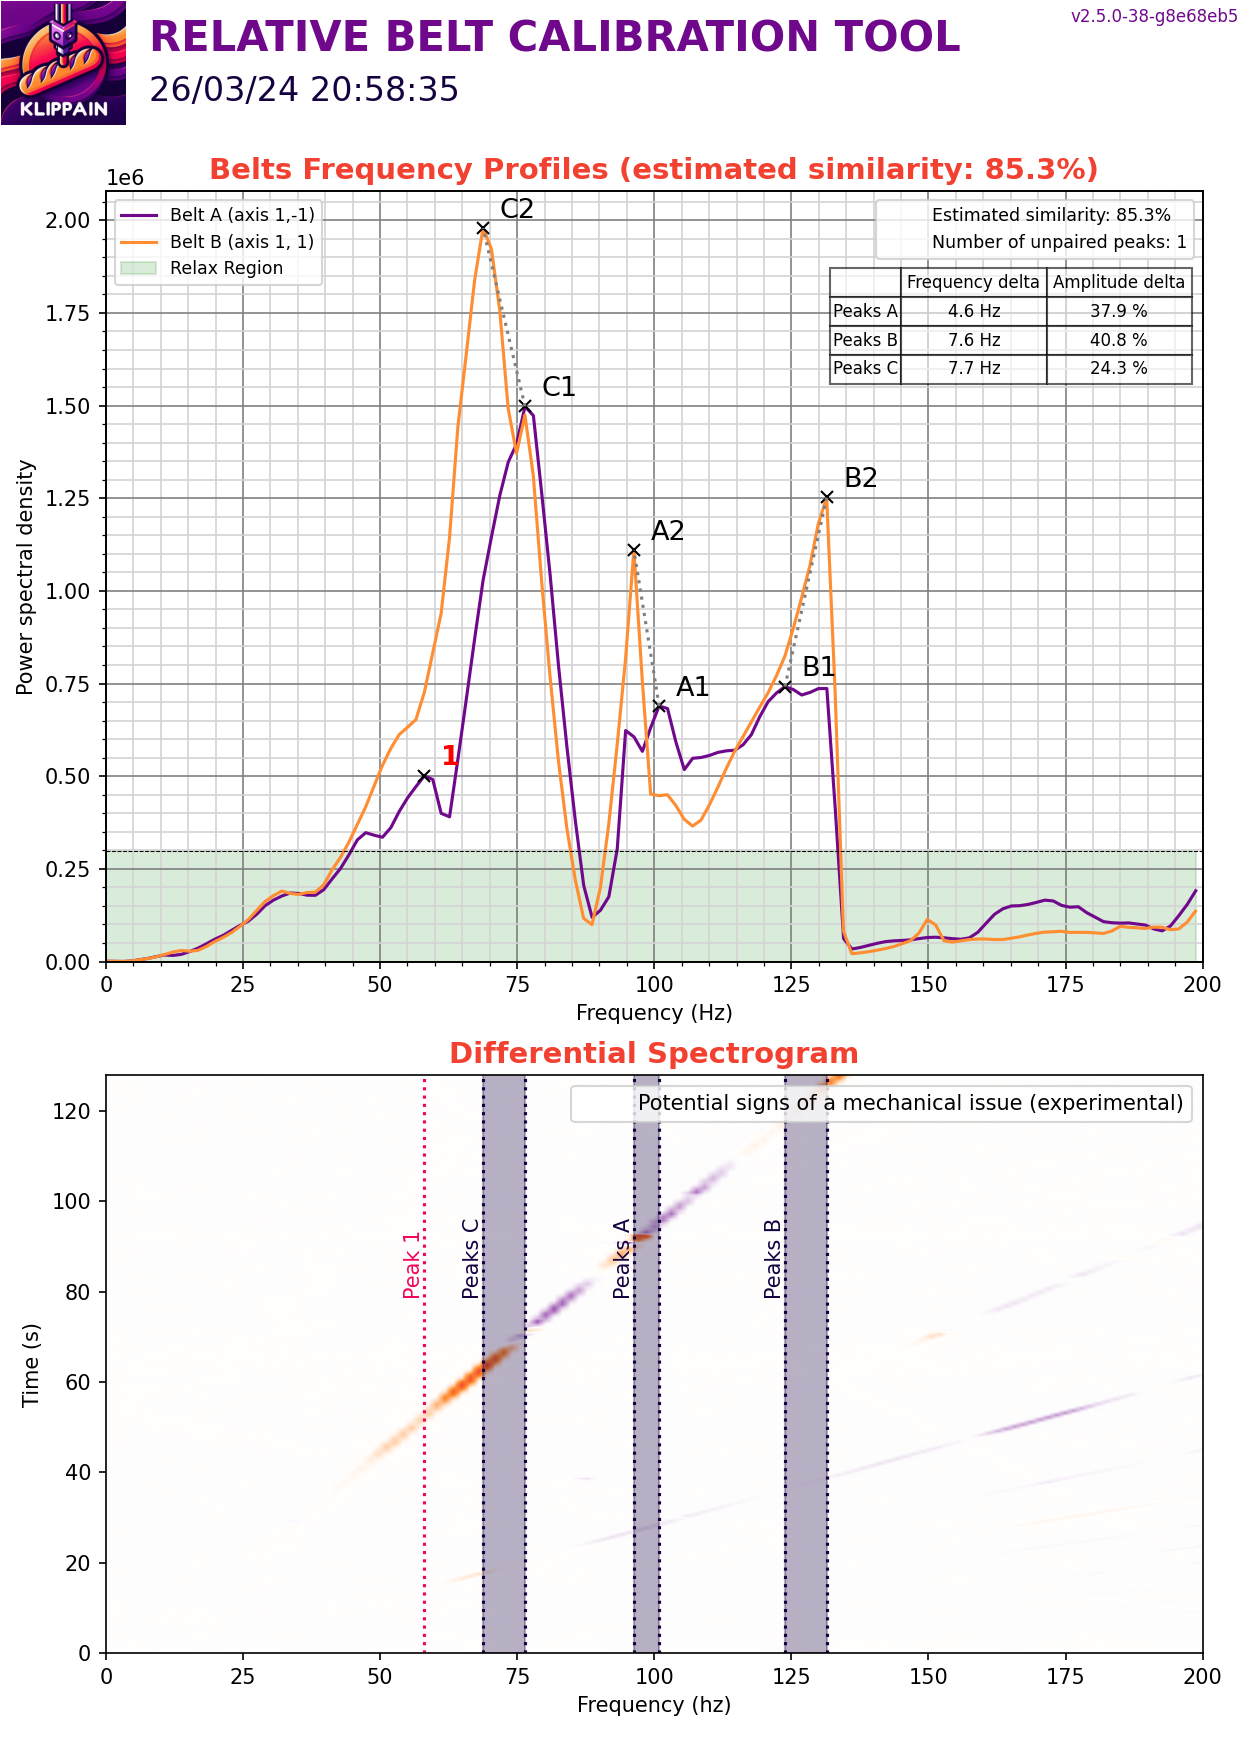 v2.5.0-38-g8e68eb5
RELATIVE BELT CALIBRATION TOOL
26/03/24 20:58:35
KLIPPAIN
Belts Frequency Profiles (estimated similarity: 85.3%)
1e6
Belt A (axis 1,-1)
Belt B (axis 1, 1)
Relax Region
Estimated similarity: 85.3%
Number of unpaired peaks: 1
Frequency delta Amplitude delta
Peaks A 4.6 Hz 37.9 %
Peaks B 7.6 Hz 40.8 %
Peaks C 7.7 Hz 24.3 %
C2
C1
B2
A2
B1
A1
1
2.00
1.75
1.50
1.25
1.00
0.75
0.50
0.25
0.00
Power spectral density
0 25 50 75 100 125 150 175 200
Frequency (Hz)
Differential Spectrogram
Potential signs of a mechanical issue (experimental)
Peak 1
Peaks C
Peaks A
Peaks B
120
100
80
60
40
20
0
Time (s)
0 25 50 75 100 125 150 175 200
Frequency (hz)